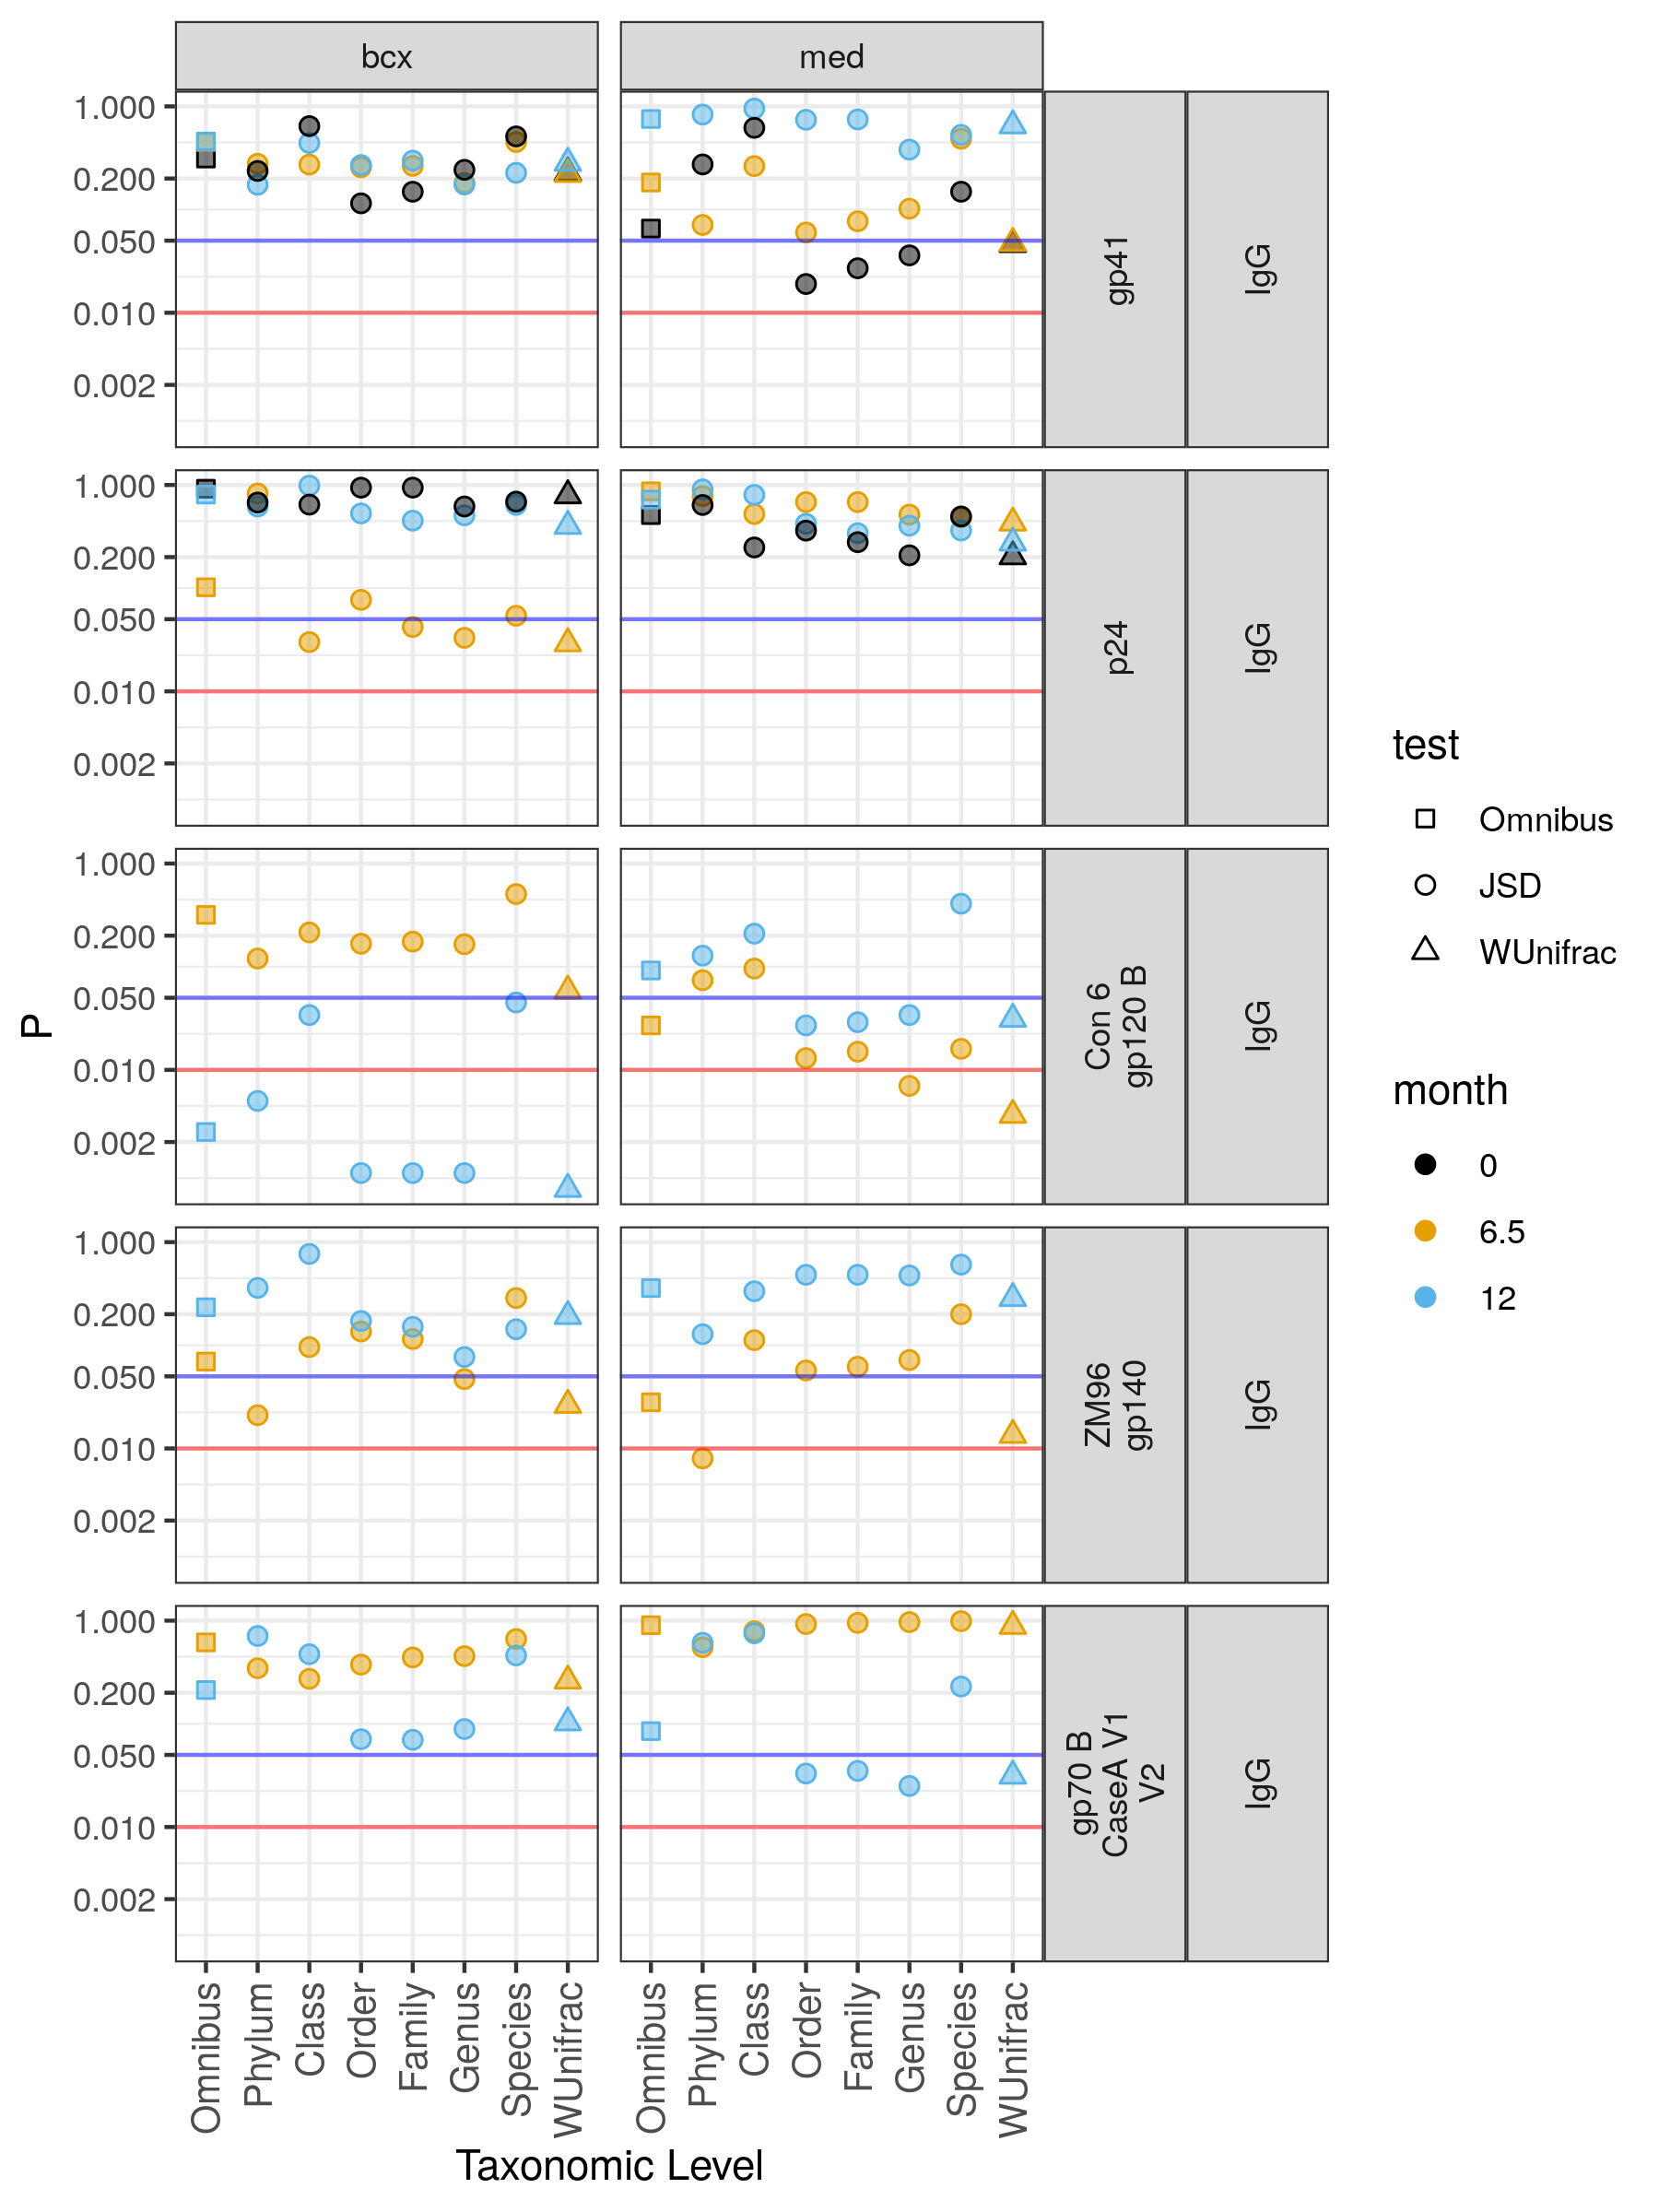 bcx
med
1.000
0.200
0.050
0.010
0.002
gp41
IgG
1.000
0.200
0.050
0.010
0.002
p24
IgG
1.000
0.200
0.050
0.010
0.002
Con 6
gp120 B
IgG
1.000
0.200
0.050
0.010
0.002
ZM96
gp140
IgG
1.000
0.200
0.050
0.010
0.002
gp70 B
CaseA V1
V2
IgG
P
Omnibus
Phylum
Class
Order
Family
Genus
Species
WUnifrac
Omnibus
Phylum
Class
Order
Family
Genus
Species
WUnifrac
Taxonomic Level
test
Omnibus
JSD
WUnifrac
month
0
6.5
12